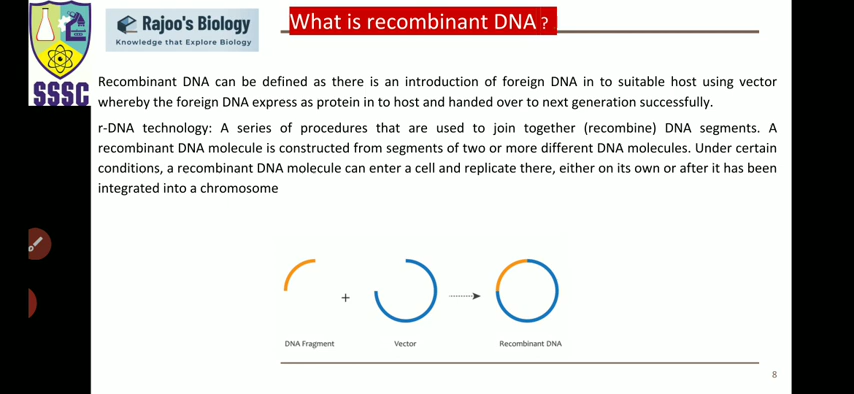 SSSC
Rajoo's Biology
Knowledge that Explore Biology
What is recombinant DNA ?
Recombinant DNA can be defined as there is an introduction of foreign DNA in to suitable host using vector
whereby the foreign DNA express as protein in to host and handed over to next generation successfully.
r-DNA technology: A series of procedures that are used to join together (recombine) DNA segments. A
recombinant DNA molecule is constructed from segments of two or more different DNA molecules. Under certain
conditions, a recombinant DNA molecule can enter a cell and replicate there, either on its own or after it has been
integrated into a chromosome
+
DNA Fragment
Vector
Recombinant DNA
8